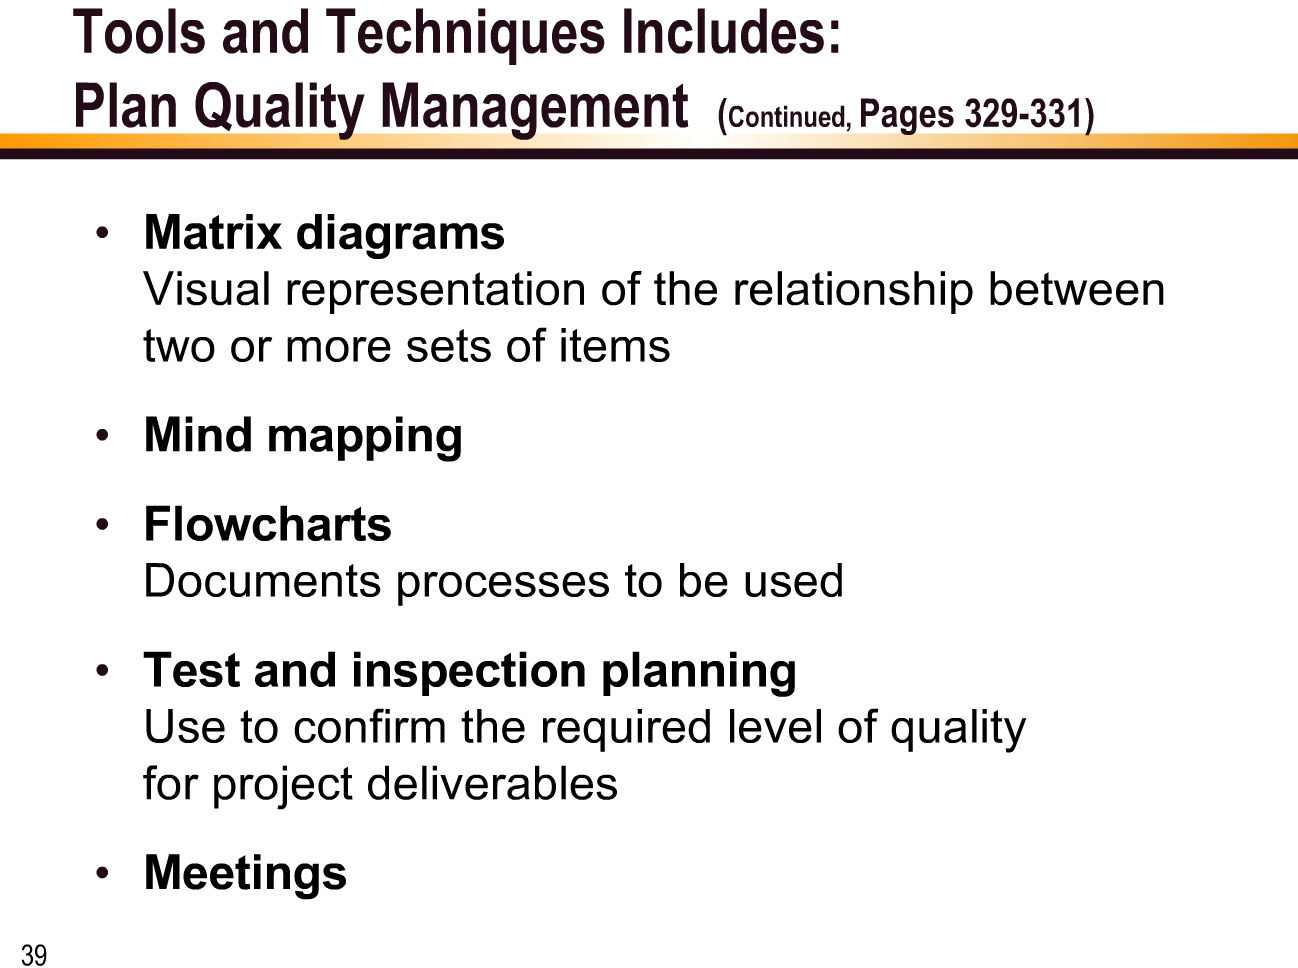 Tools and Techniques Includes:
Plan Quality Management (Continued, Pages 329-331)
• Matrix diagrams
Visual representation of the relationship between
two or more sets of items
• Mind mapping
• Flowcharts
Documents processes to be used
• Test and inspection planning
Use to confirm the required level of quality
for project deliverables
• Meetings
39